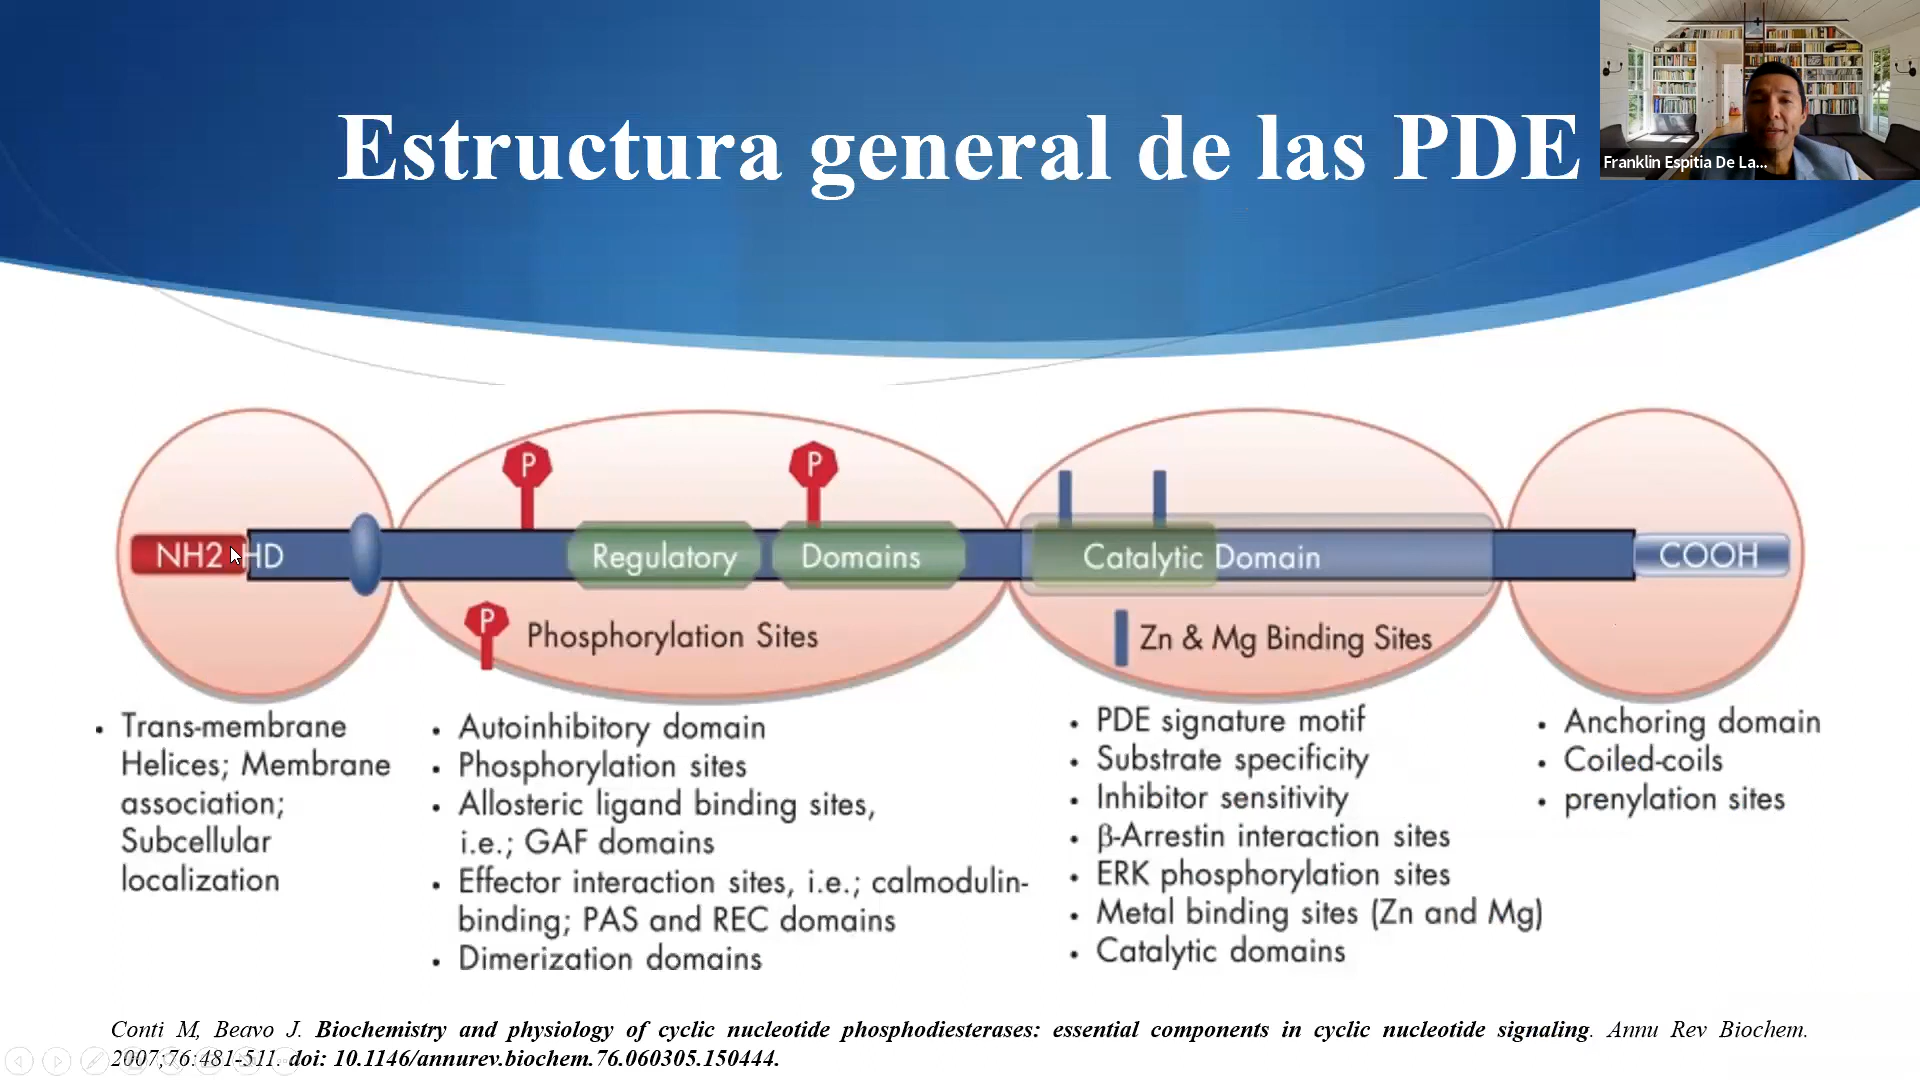 Estructura general de las PDE
Franklin Espitia De La...
P
P
NH2 HD
Regulatory
Domains
Catalytic Domain
COOH
P
Phosphorylation Sites
Zn & Mg Binding Sites
• Trans-membrane
Helices; Membrane
association;
Subcellular
localization
• Autoinhibitory domain
• Phosphorylation sites
• Allosteric ligand binding sites,
i.e.; GAF domains
• Effector interaction sites, i.e.; calmodulin-
binding; PAS and REC domains
• Dimerization domains
• PDE signature motif
• Substrate specificity
• Inhibitor sensitivity
• β-Arrestin interaction sites
• ERK phosphorylation sites
• Metal binding sites (Zn and Mg)
• Catalytic domains
• Anchoring domain
• Coiled-coils
• prenylation sites
Conti M, Beavo J. Biochemistry and physiology of cyclic nucleotide phosphodiesterases: essential components in cyclic nucleotide signaling. Annu Rev Biochem.
2007;76:481-511. doi: 10.1146/annurev.biochem.76.060305.150444.